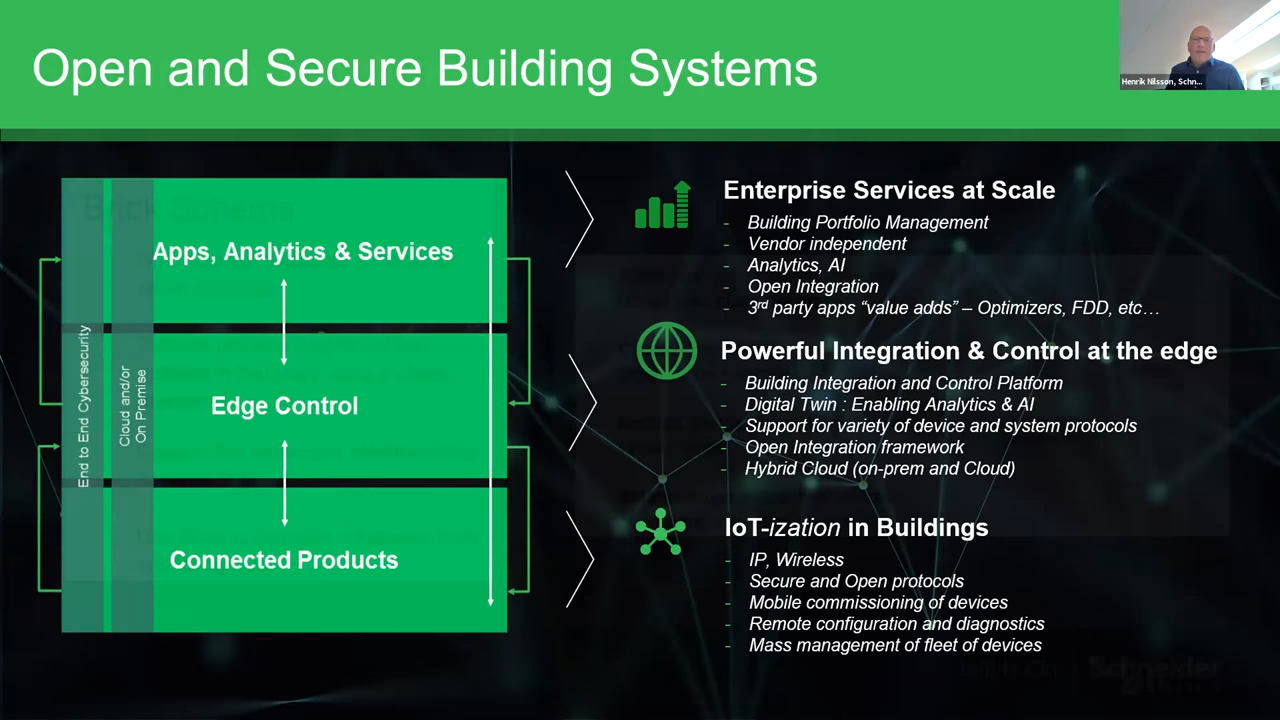 Open and Secure Building Systems
Henrik Nilsson, Schn...
Brick Schema
Apps, Analytics & Services
Edge Control
Connected Products
End to End Cybersecurity
Cloud and/or
On Premise
Enterprise Services at Scale
- Building Portfolio Management
- Vendor independent
- Analytics, AI
- Open Integration
- 3rd party apps “value adds” – Optimizers, FDD, etc…
Powerful Integration & Control at the edge
- Building Integration and Control Platform
- Digital Twin : Enabling Analytics & AI
- Support for variety of device and system protocols
- Open Integration framework
- Hybrid Cloud (on-prem and Cloud)
IoT-ization in Buildings
- IP, Wireless
- Secure and Open protocols
- Mobile commissioning of devices
- Remote configuration and diagnostics
- Mass management of fleet of devices
Schneider